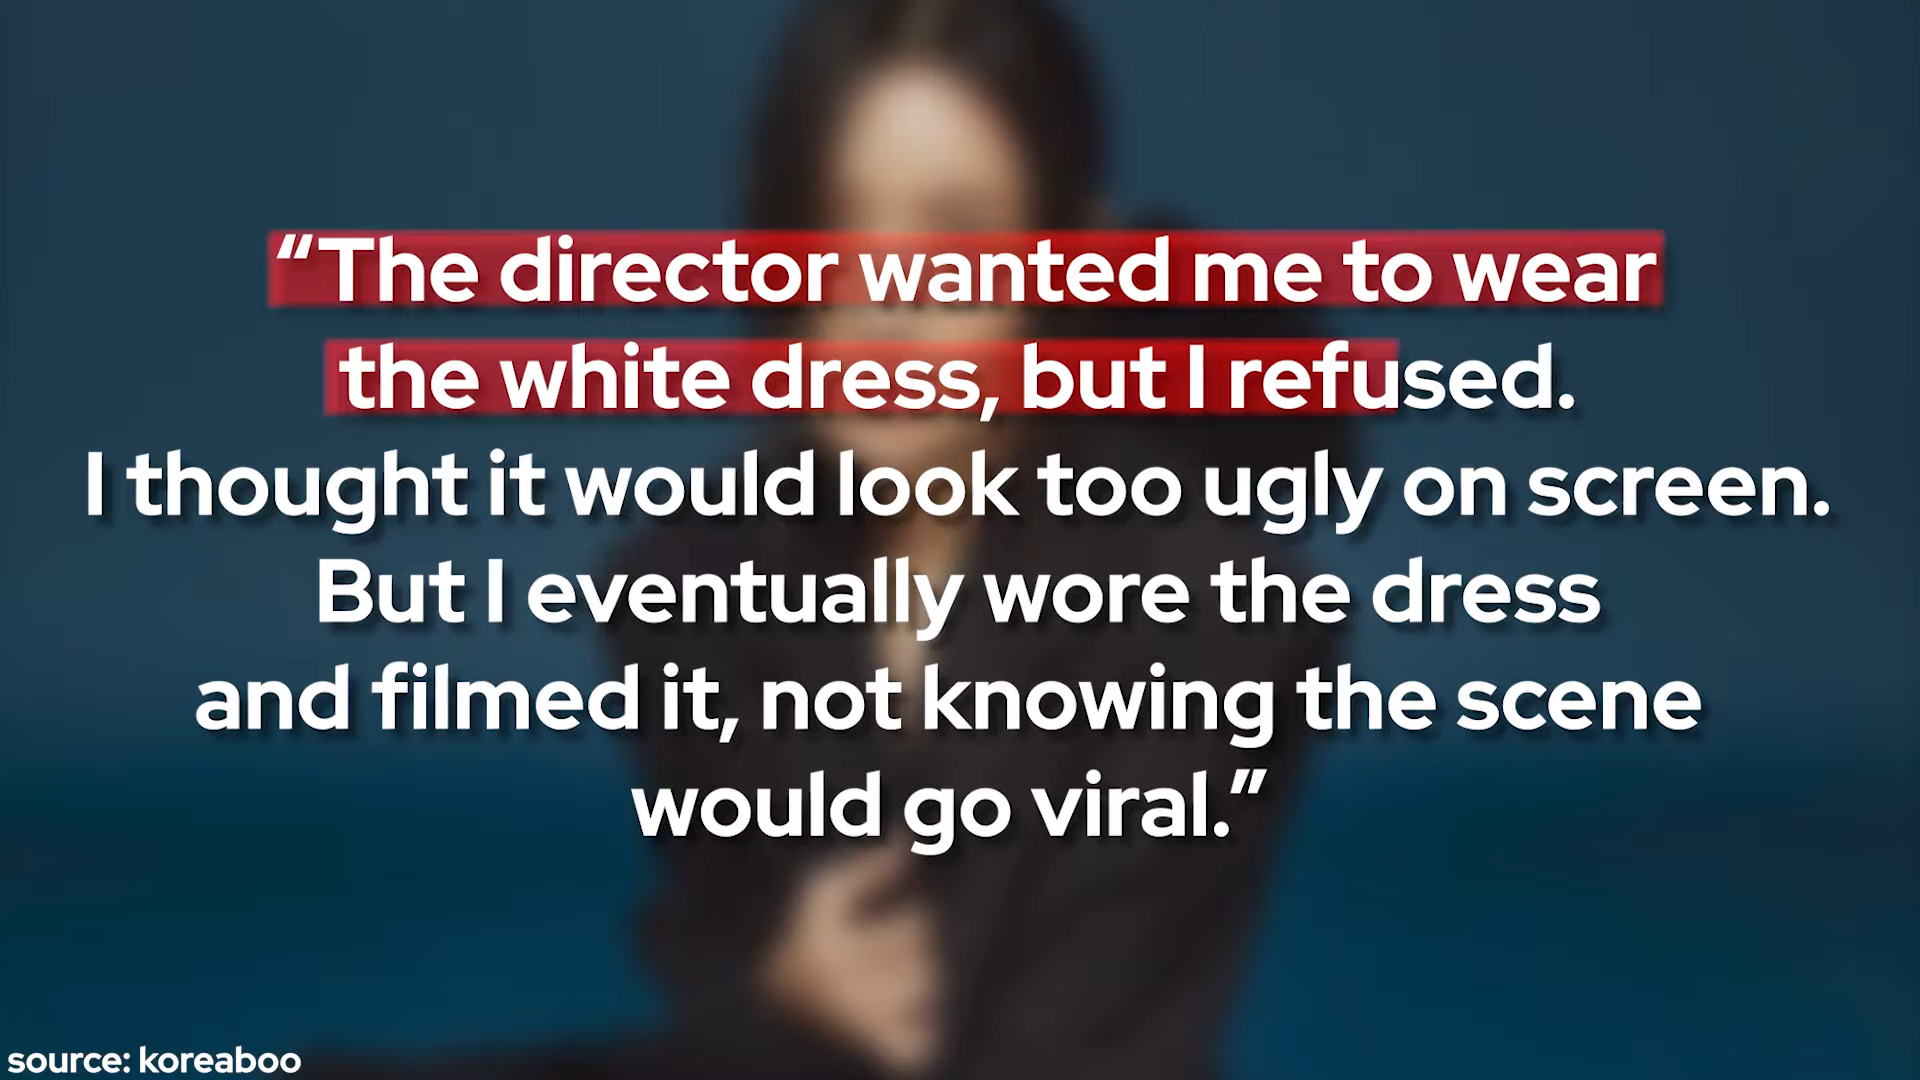 “The director wanted me to wear
the white dress, but I refused.
I thought it would look too ugly on screen.
But I eventually wore the dress
and filmed it, not knowing the scene
would go viral.”
source: koreaboo